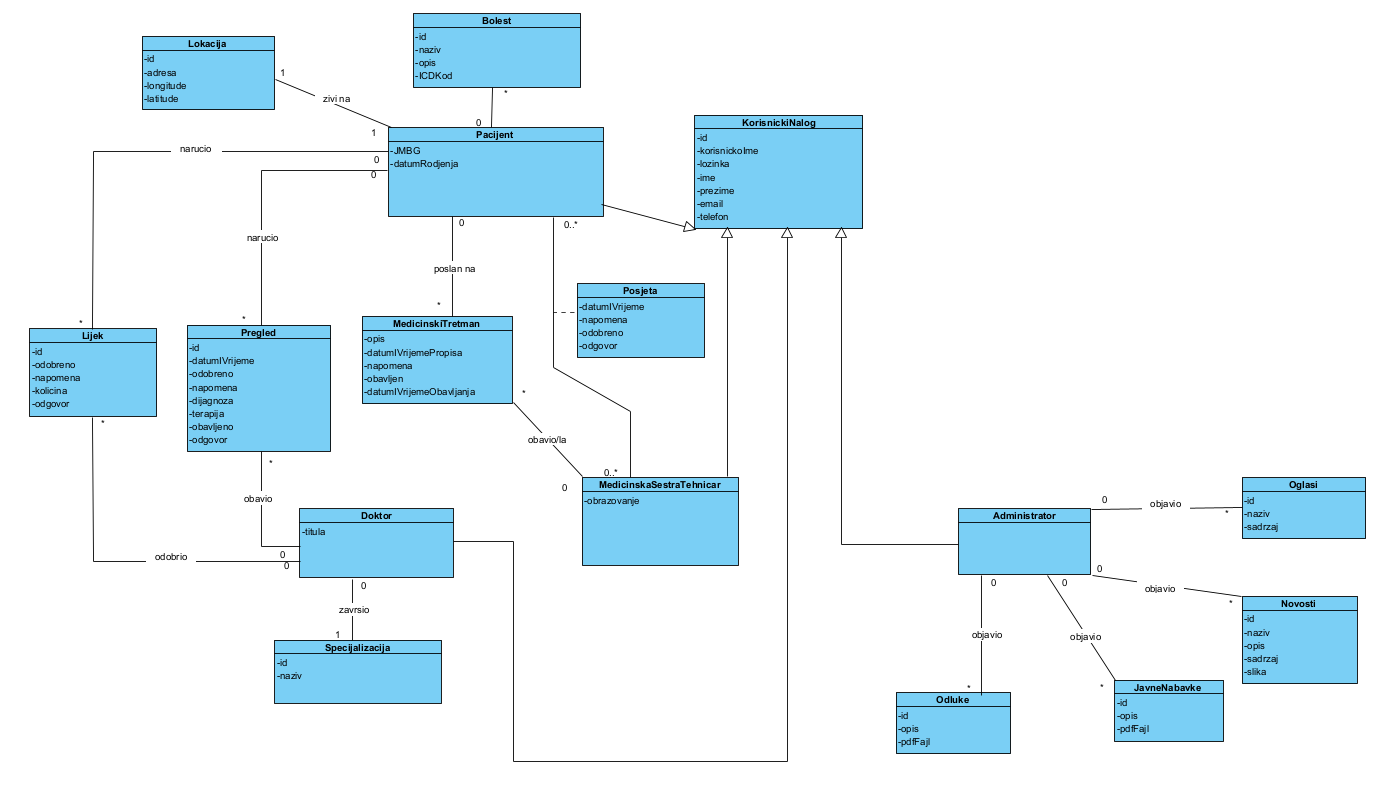 Bolest
-id
-naziv
-opis
-ICDKod
*
Lokacija
-id
-adresa
-longitude
-latitude
1
zivi na
1
0
Pacijent
-JMBG
-datumRodjenja
narucio
0
0
KorisnickiNalog
-id
-korisnickoIme
-lozinka
-ime
-prezime
-email
-telefon
narucio
0
0..*
poslan na
*
*
*
Posjeta
-datumIVrijeme
-napomena
-odobreno
-odgovor
Lijek
-id
-odobreno
-napomena
-kolicina
-odgovor
*
Pregled
-id
-datumIVrijeme
-odobreno
-napomena
-dijagnoza
-terapija
-obavljeno
-odgovor
*
MedicinskiTretman
-opis
-datumIVrijemePropisa
-napomena
-obavljen
-datumIVrijemeObavljanja
*
obavio/la
0
0..*
MedicinskaSestraTehnicar
-obrazovanje
obavio
0
0
odobrio
Doktor
-titula
0
zavrsio
1
Specijalizacija
-id
-naziv
Administrator
0
objavio
*
Oglasi
-id
-naziv
-sadrzaj
0
objavio
*
Novosti
-id
-naziv
-opis
-sadrzaj
-slika
0
objavio
*
Odluke
-id
-opis
-pdfFajl
0
objavio
*
JavneNabavke
-id
-opis
-pdfFajl